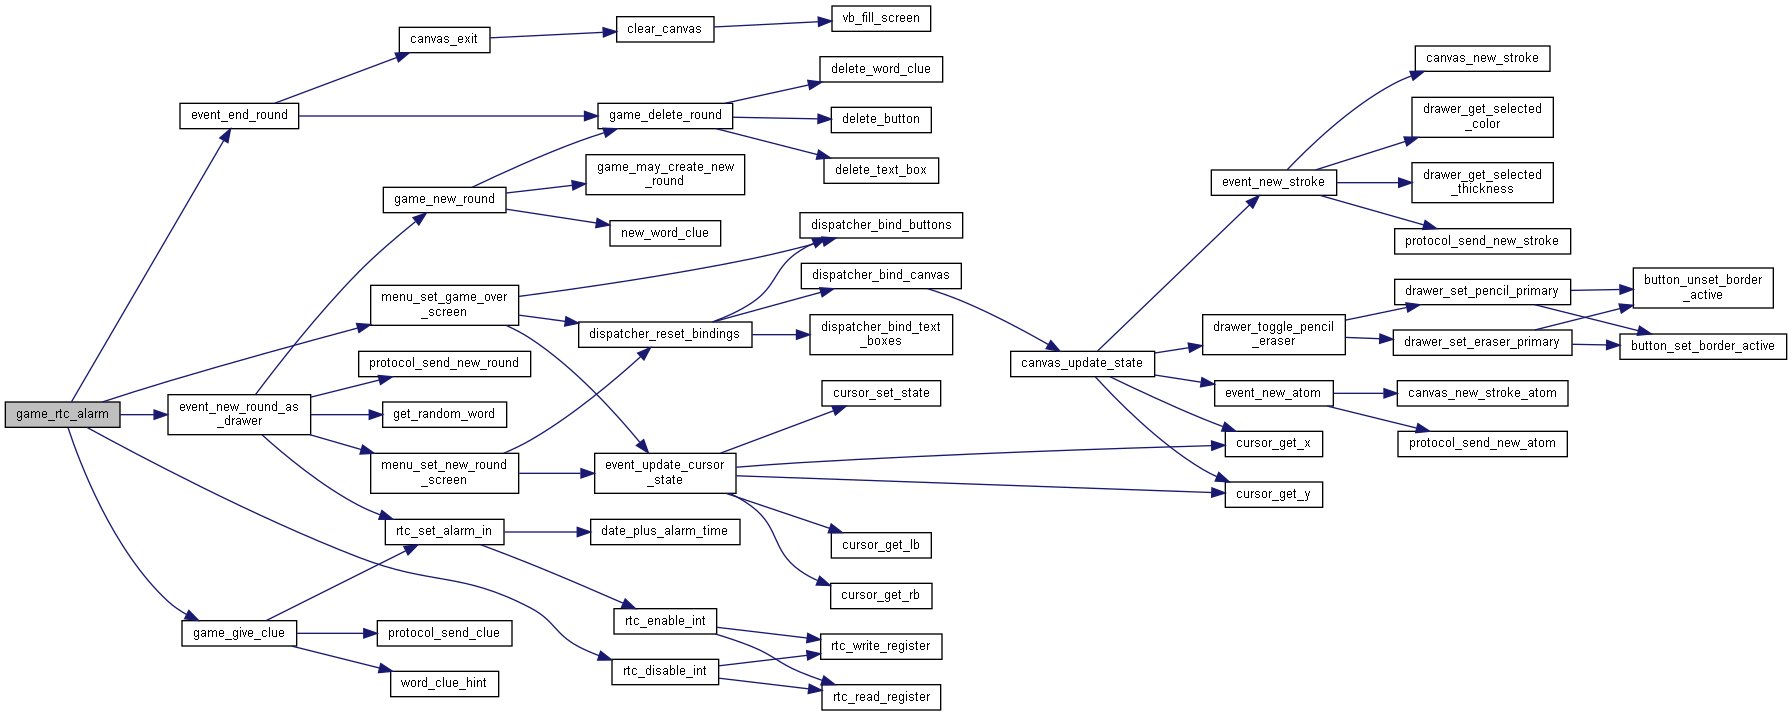 game_rtc_alarm
event_end_round
event_new_round_as
_drawer
game_give_clue
canvas_exit
game_new_round
menu_set_game_over
_screen
protocol_send_new_round
get_random_word
menu_set_new_round
_screen
rtc_set_alarm_in
protocol_send_clue
word_clue_hint
clear_canvas
game_delete_round
game_may_create_new
_round
new_word_clue
dispatcher_reset_bindings
event_update_cursor
_state
date_plus_alarm_time
rtc_enable_int
rtc_disable_int
vb_fill_screen
delete_word_clue
delete_button
delete_text_box
dispatcher_bind_buttons
dispatcher_bind_canvas
dispatcher_bind_text
_boxes
cursor_set_state
cursor_get_lb
cursor_get_rb
rtc_write_register
rtc_read_register
canvas_update_state
event_new_stroke
drawer_toggle_pencil
_eraser
event_new_atom
cursor_get_x
cursor_get_y
canvas_new_stroke
drawer_get_selected
_color
drawer_get_selected
_thickness
protocol_send_new_stroke
drawer_set_pencil_primary
drawer_set_eraser_primary
canvas_new_stroke_atom
protocol_send_new_atom
button_unset_border
_active
button_set_border_active